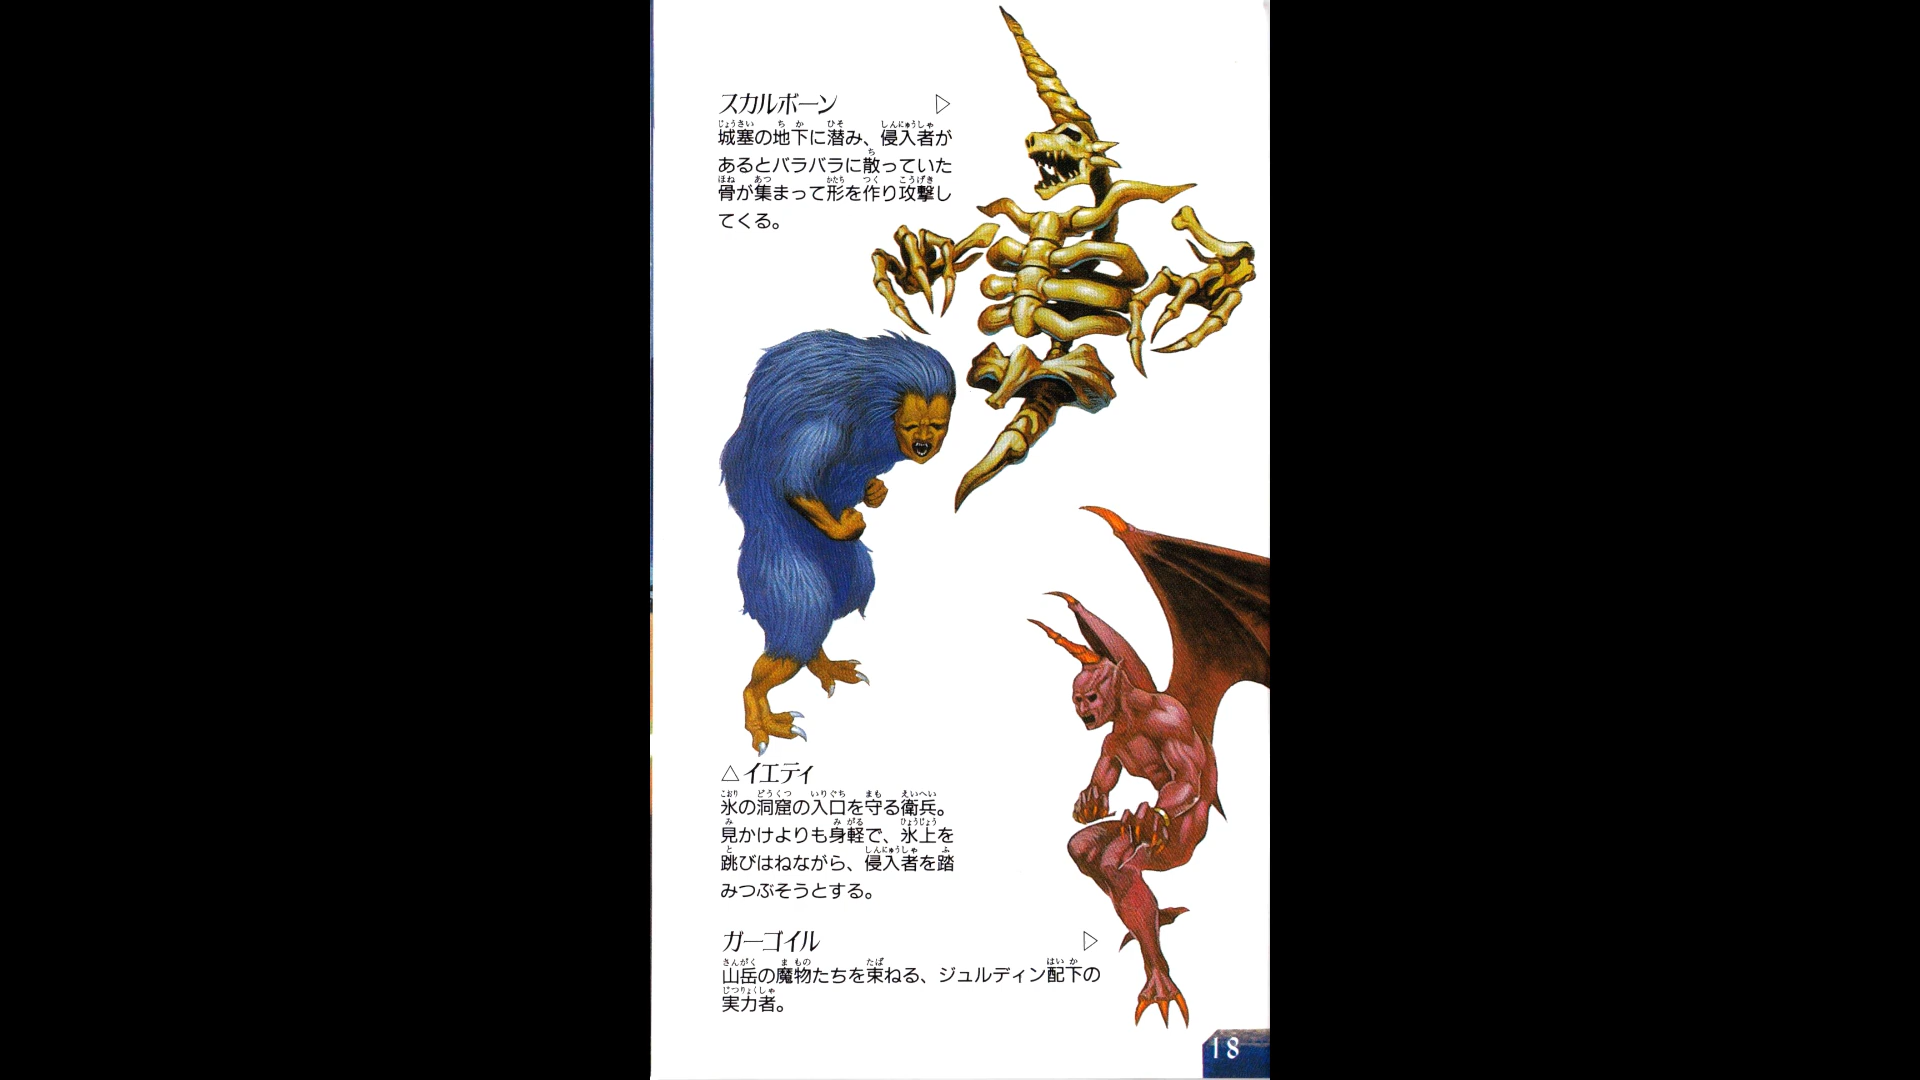 スカルボーン ▷
城塞の地下に潜み、侵入者が
あるとバラバラに散っていた
骨が集まって形を作り攻撃し
てくる。
△イエティ
氷の洞窟の入口を守る衛兵。
見かけよりも身軽で、氷上を
跳びはねながら、侵入者を踏
みつぶそうとする。
ガーゴイル ▷
山岳の魔物たちを束ねる、ジュルディン配下の
実力者。
18